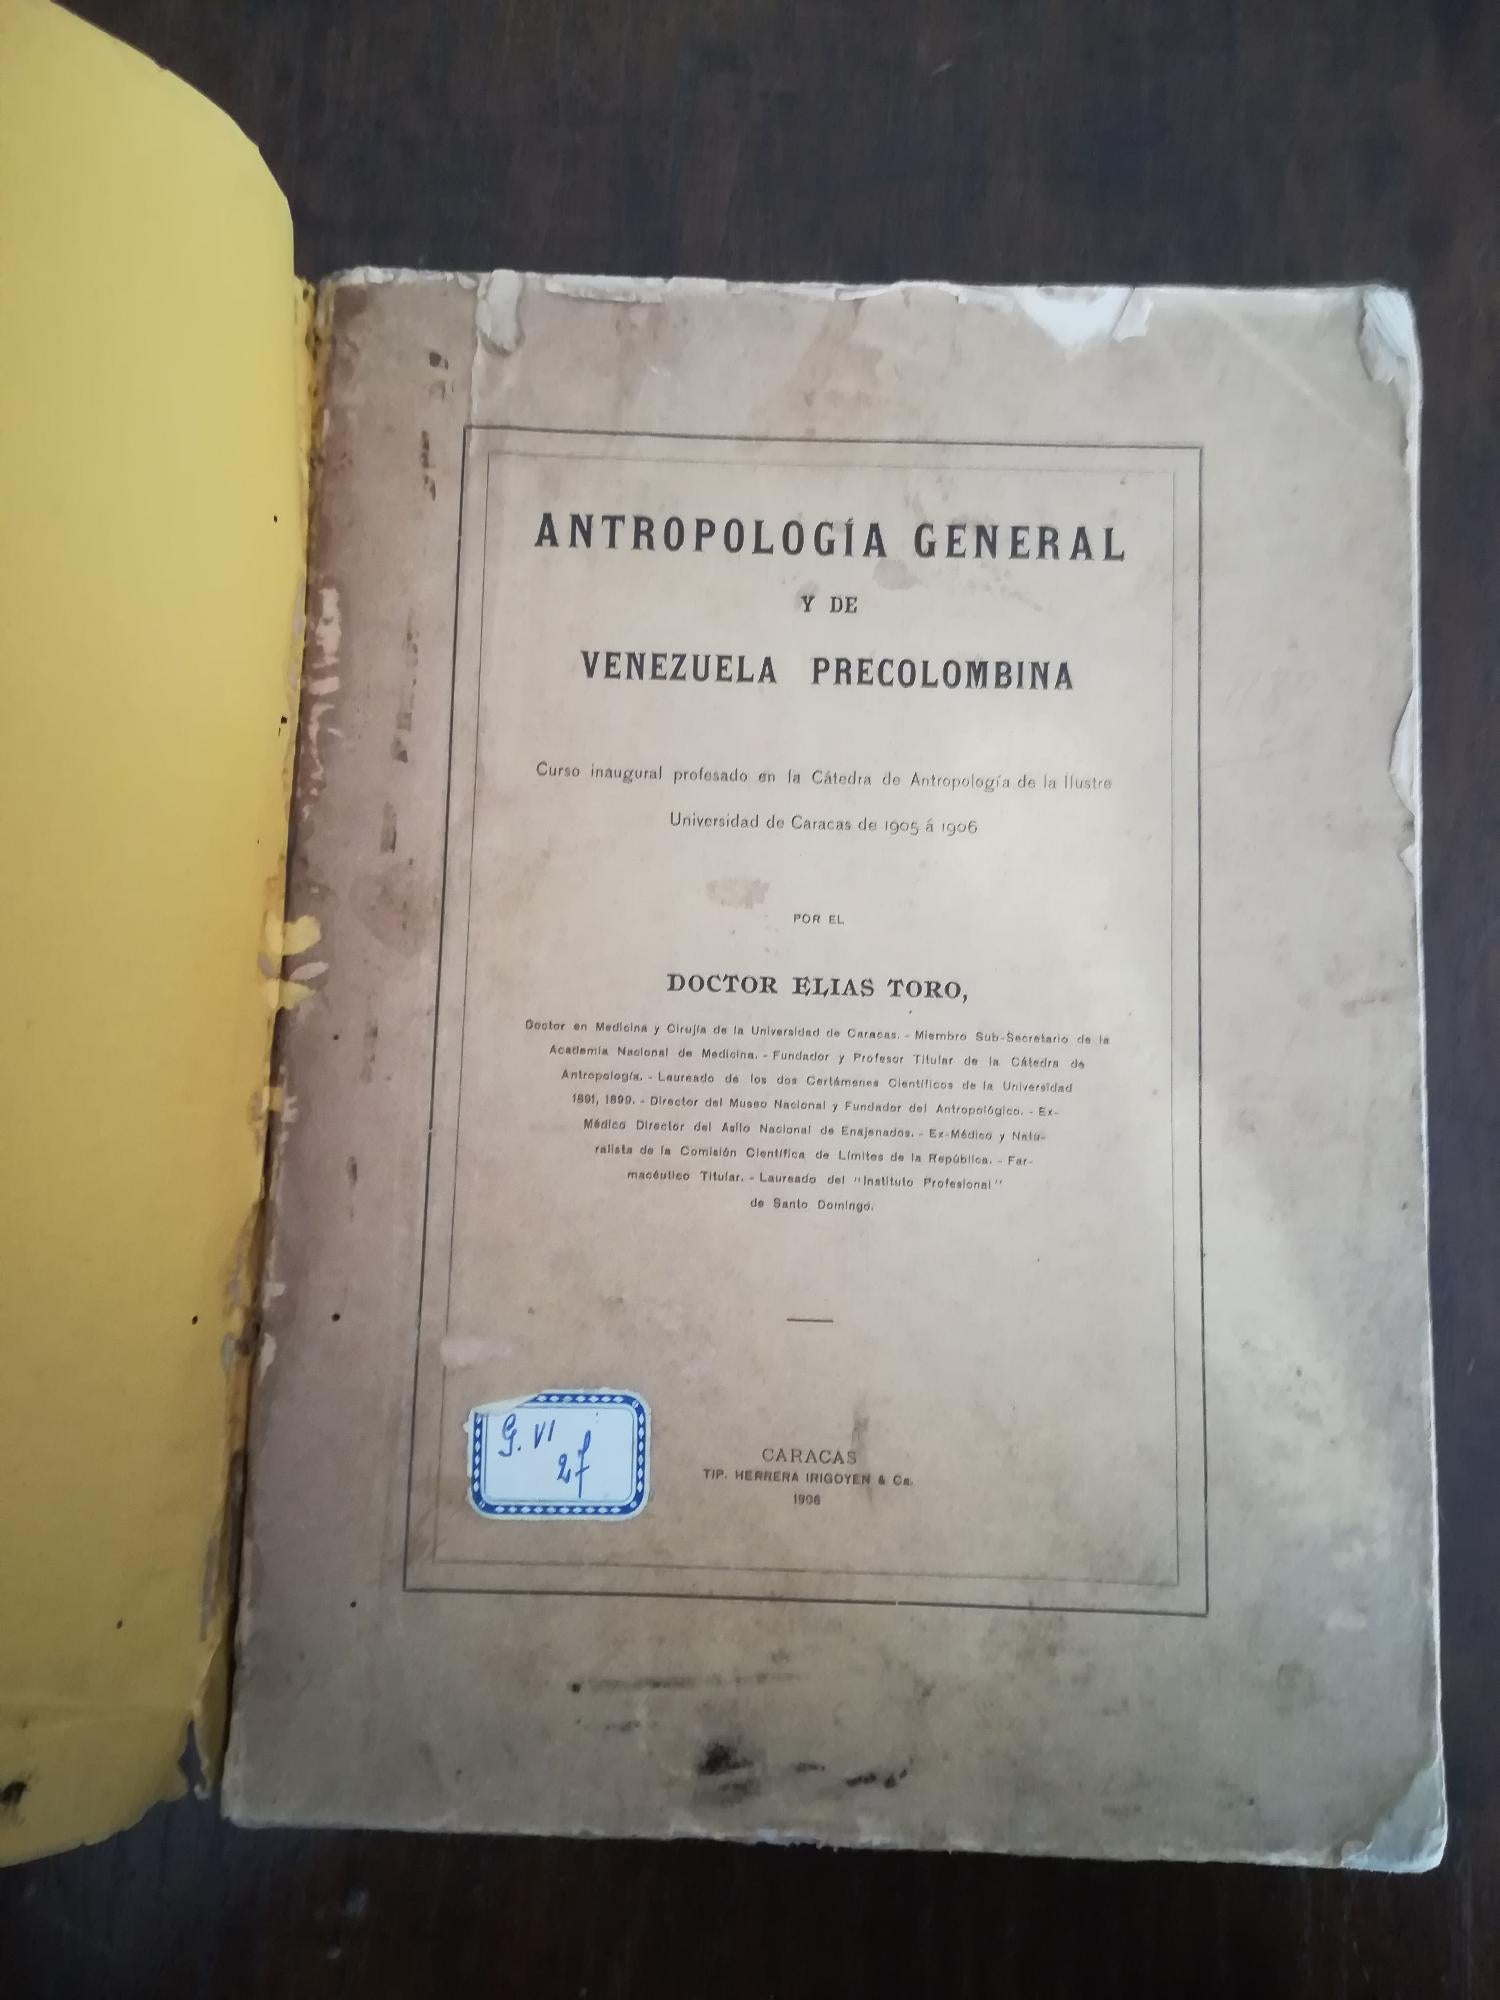 ANTROPOLOGÍA GENERAL
Y DE
VENEZUELA PRECOLOMBINA
Curso inaugural profesado en la Cátedra de Antropología de la Ilustre
Universidad de Caracas de 1905 á 1906
POR EL
DOCTOR ELIAS TORO,
Doctor en Medicina y Cirujía de la Universidad de Caracas. - Miembro Sub-Secretario de la
Academia Nacional de Medicina. - Fundador y Profesor Titular de la Cátedra de
Antropología. - Laureado de los dos Certámenes Científicos de la Universidad
1891, 1899. - Director del Museo Nacional y Fundador del Antropológico. - Ex-
Médico Director del Asilo Nacional de Enajenados. - Ex-Médico y Natu-
ralista de la Comisión Científica de Límites de la República. - Far-
macéutico Titular. - Laureado del "Instituto Profesional"
de Santo Domingo.
G. VI
27
CARACAS
TIP. HERRERA IRIGOYEN & Ca.
1906